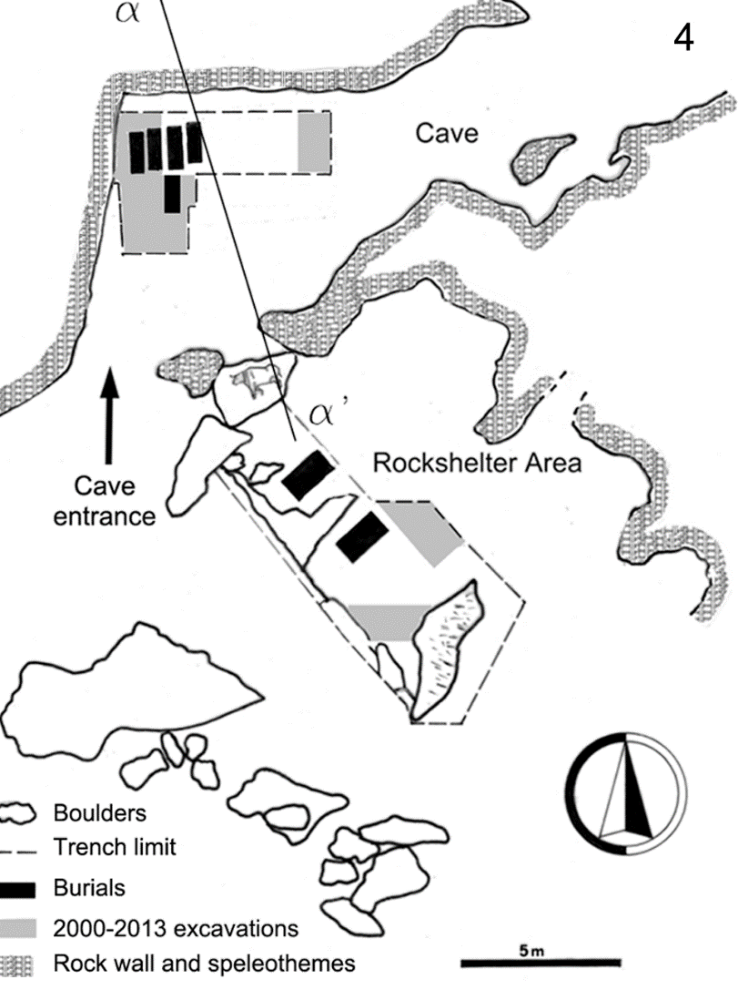 α
4
Cave
α’
Rockshelter Area
Cave
entrance
Boulders
Trench limit
Burials
2000-2013 excavations
5m
Rock wall and speleothemes